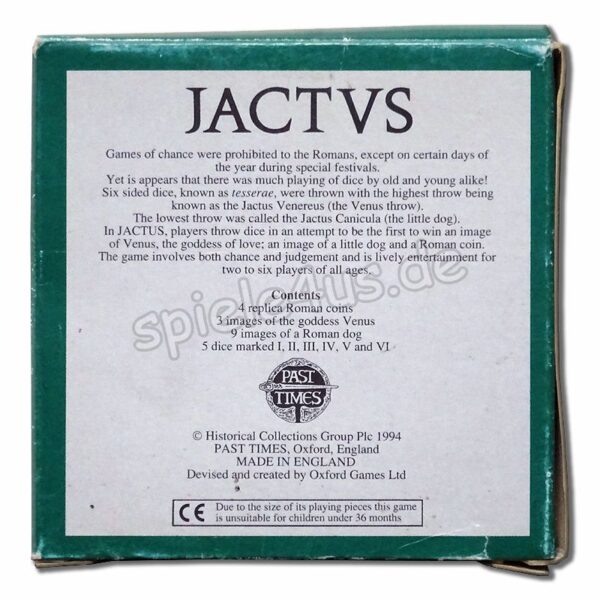 JACTVS
Games of chance were prohibited to the Romans, except on certain days of
the year during special festivals.
Yet is appears that there was much playing of dice by old and young alike!
Six sided dice, known as tesserae, were thrown with the highest throw being
known as the Jactus Venereus (the Venus throw).
The lowest throw was called the Jactus Canicula (the little dog).
In JACTUS, players throw dice in an attempt to be the first to win an image
of Venus, the goddess of love; an image of a little dog and a Roman coin.
The game involves both chance and judgement and is lively entertainment for
two to six players of all ages.
spiele4us.de
Contents
4 replica Roman coins
3 images of the goddess Venus
9 images of a Roman dog
5 dice marked I, II, III, IV, V and VI
PAST
TIMES
© Historical Collections Group Plc 1994
PAST TIMES, Oxford, England
MADE IN ENGLAND
Devised and created by Oxford Games Ltd
CE Due to the size of its playing pieces this game
is unsuitable for children under 36 months